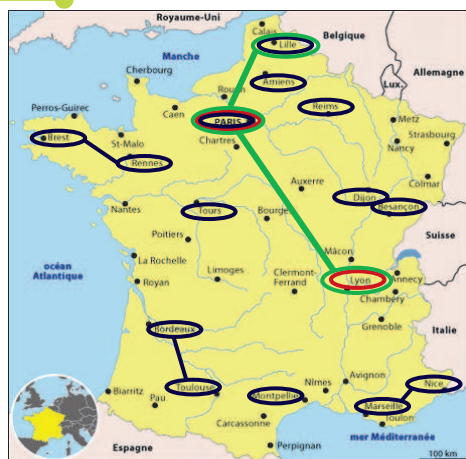 Royaume-Uni
Calais
Lille
Belgique
Manche
Allemagne
Cherbourg
Amiens
Lux.
Rouen
Reims
Perros-Guirec
Caen
PARIS
Metz
Brest
St-Malo
Chartres
Strasbourg
Nancy
Rennes
Colmar
Auxerre
Dijon
Nantes
Tours
Bourges
Besançon
Poitiers
Suisse
océan
Atlantique
La Rochelle
Mâcon
Royan
Limoges
Clermont-
Ferrand
Lyon
Annecy
Chambéry
Bordeaux
Grenoble
Italie
Biarritz
Pau
Toulouse
Montpellier
Nîmes
Avignon
Nice
Marseille
Toulon
Carcassonne
mer Méditerranée
Espagne
Perpignan
100 km